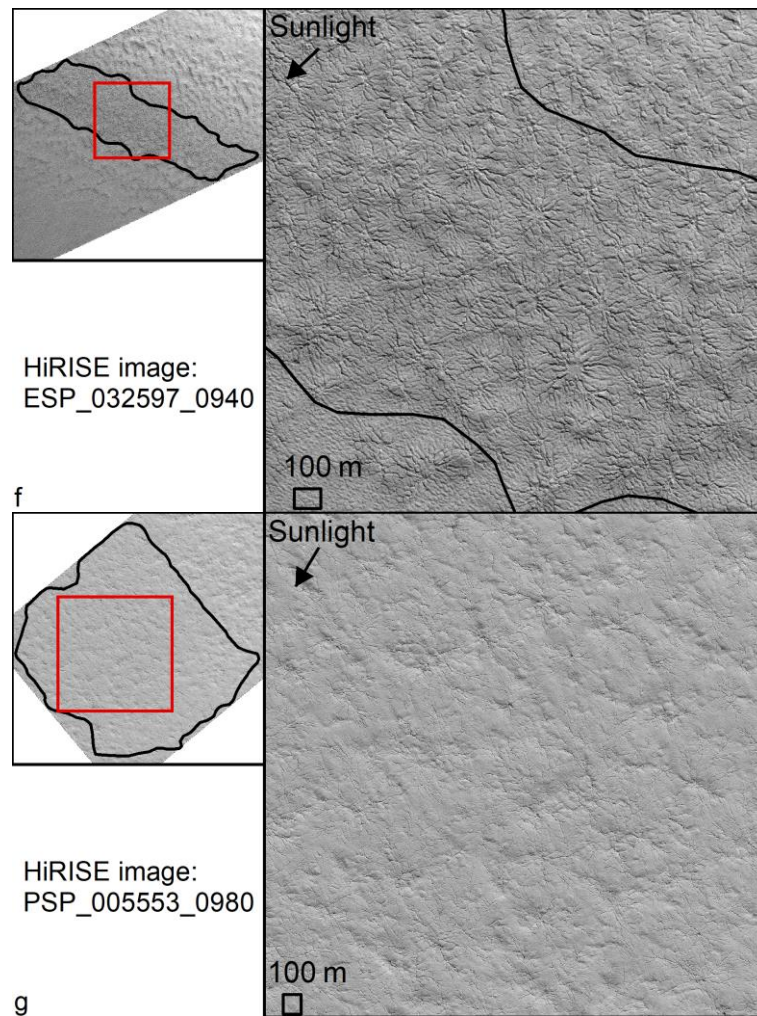 Sunlight
HiRISE image:
ESP_032597_0940
100 m
f
Sunlight
HiRISE image:
PSP_005553_0980
100 m
g